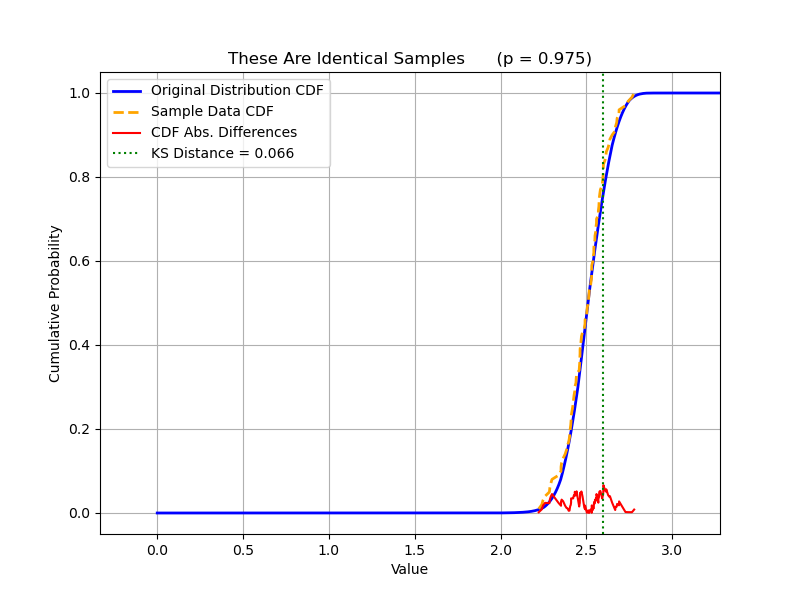 These Are Identical Samples (p = 0.975)
Original Distribution CDF
Sample Data CDF
CDF Abs. Differences
KS Distance = 0.066
Cumulative Probability
1.0
0.8
0.6
0.4
0.2
0.0
0.0 0.5 1.0 1.5 2.0 2.5 3.0
Value